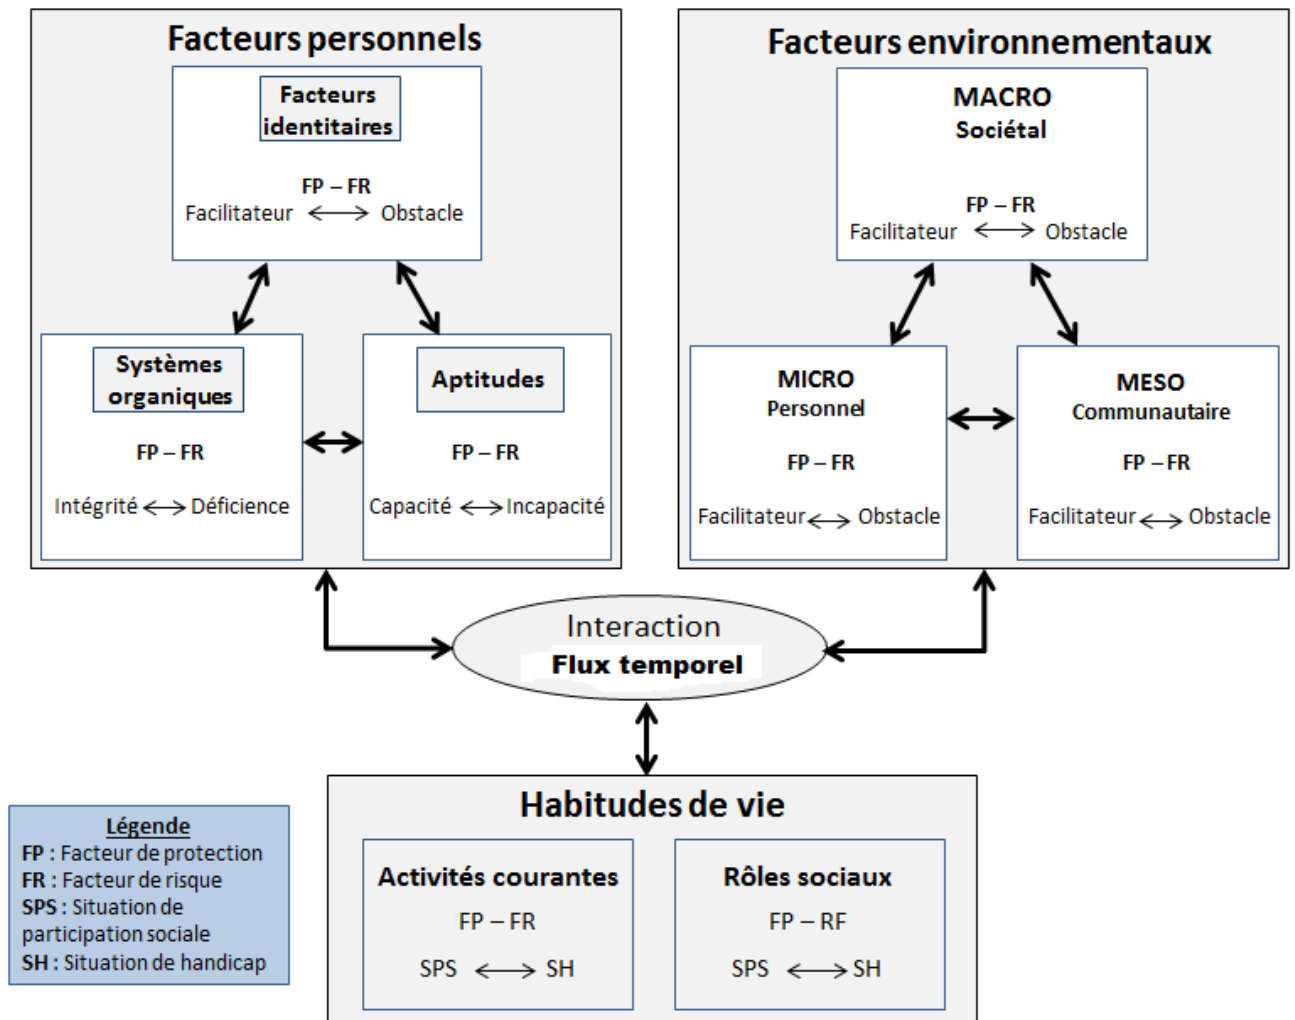 Facteurs personnels
Facteurs
identitaires
FP – FR
Facilitateur
Obstacle
Systèmes
organiques
FP – FR
Intégrité
Déficience
Aptitudes
FP – FR
Capacité
Incapacité
Facteurs environnementaux
MACRO
Sociétal
FP – FR
Facilitateur
Obstacle
MICRO
Personnel
FP – FR
Facilitateur
Obstacle
MESO
Communautaire
FP – FR
Facilitateur
Obstacle
Interaction
Flux temporel
Habitudes de vie
Activités courantes
FP – FR
SPS
SH
Rôles sociaux
FP – RF
SPS
SH
Légende
FP : Facteur de protection
FR : Facteur de risque
SPS : Situation de
participation sociale
SH : Situation de handicap